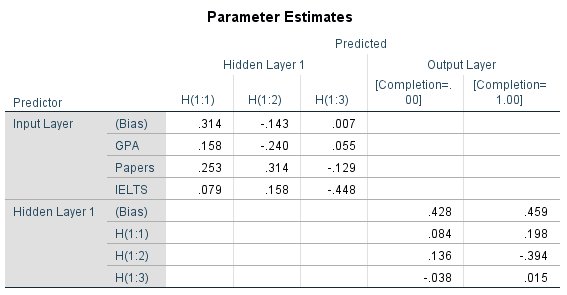 Parameter Estimates
Predicted
Hidden Layer 1 Output Layer
Predictor H(1:1) H(1:2) H(1:3) [Completion=. 00] [Completion= 1.00]
Input Layer (Bias) .314 -.143 .007
GPA .158 -.240 .055
Papers .253 .314 -.129
IELTS .079 .158 -.448
Hidden Layer 1 (Bias) .428 .459
H(1:1) .084 .198
H(1:2) .136 -.394
H(1:3) -.038 .015